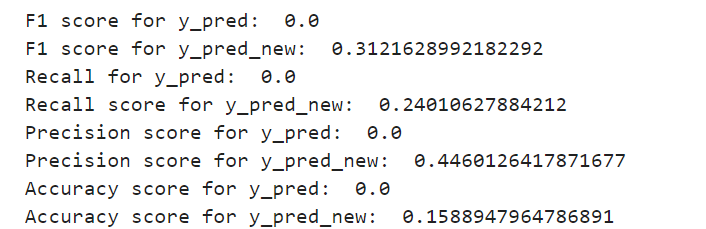 F1 score for y_pred:  0.0
F1 score for y_pred_new:  0.3121628992182292
Recall for y_pred:  0.0
Recall score for y_pred_new:  0.24010627884212
Precision score for y_pred:  0.0
Precision score for y_pred_new:  0.4460126417871677
Accuracy score for y_pred:  0.0
Accuracy score for y_pred_new:  0.1588947964786891